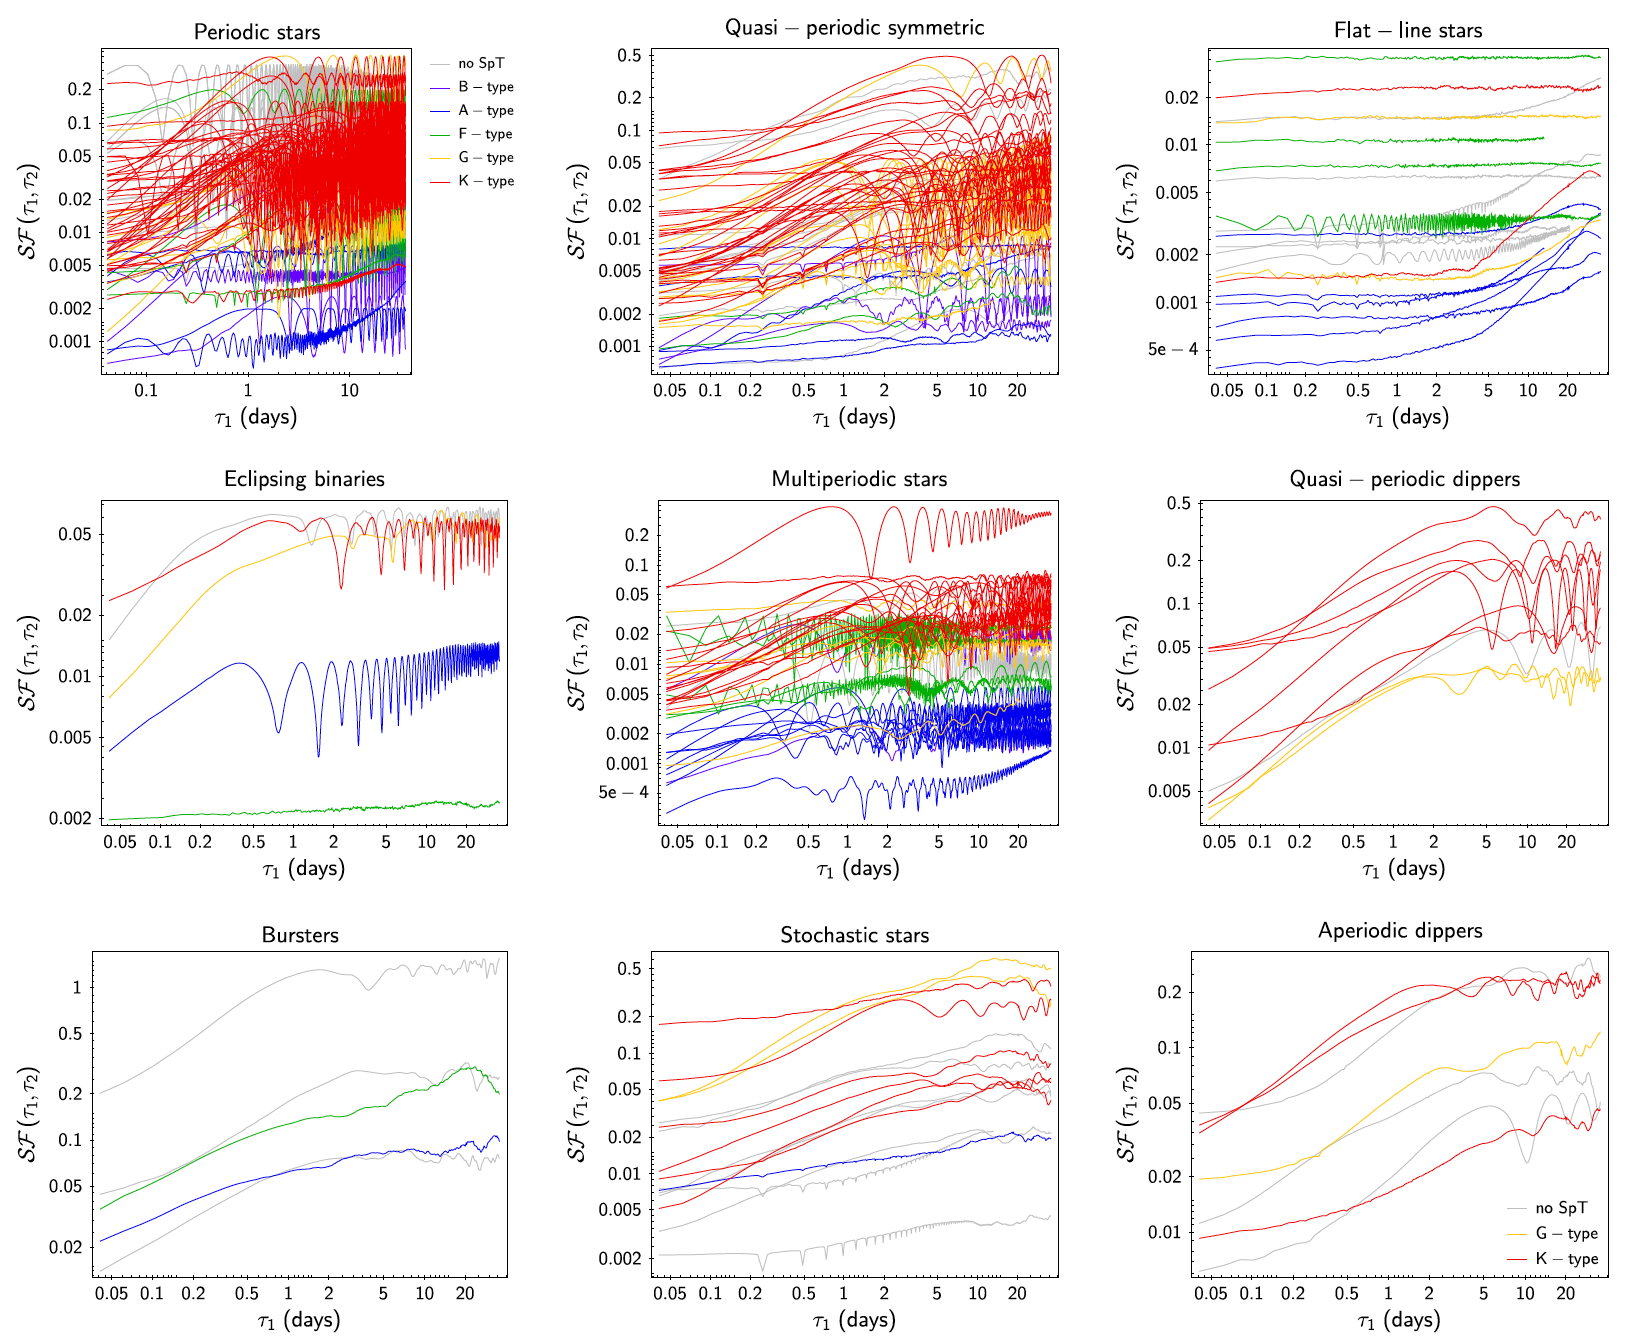 Periodic stars
0.2
0.1
0.05
0.02
0.01
0.005
0.002
0.001
0.1 1 10
τ₁ (days)
SF (τ₁, τ₂)
no SpT
B – type
A – type
F – type
G – type
K – type
Quasi – periodic symmetric
0.5
0.2
0.1
0.05
0.02
0.01
0.005
0.002
0.001
0.05 0.1 0.2 0.5 1 2 5 10 20
τ₁ (days)
SF (τ₁, τ₂)
Flat – line stars
0.02
0.01
0.005
0.002
0.001
5e – 4
0.05 0.1 0.2 0.5 1 2 5 10 20
τ₁ (days)
SF (τ₁, τ₂)
Eclipsing binaries
0.05
0.02
0.01
0.005
0.002
0.05 0.1 0.2 0.5 1 2 5 10 20
τ₁ (days)
SF (τ₁, τ₂)
Multiperiodic stars
0.2
0.1
0.05
0.02
0.01
0.005
0.002
0.001
5e – 4
0.05 0.1 0.2 0.5 1 2 5 10 20
τ₁ (days)
SF (τ₁, τ₂)
Quasi – periodic dippers
0.5
0.2
0.1
0.05
0.02
0.01
0.005
0.05 0.1 0.2 0.5 1 2 5 10 20
τ₁ (days)
SF (τ₁, τ₂)
Bursters
1
0.5
0.2
0.1
0.05
0.02
0.05 0.1 0.2 0.5 1 2 5 10 20
τ₁ (days)
SF (τ₁, τ₂)
Stochastic stars
0.5
0.2
0.1
0.05
0.02
0.01
0.005
0.002
0.05 0.1 0.2 0.5 1 2 5 10 20
τ₁ (days)
SF (τ₁, τ₂)
Aperiodic dippers
0.2
0.1
0.05
0.02
0.01
0.05 0.1 0.2 0.5 1 2 5 10 20
τ₁ (days)
SF (τ₁, τ₂)
no SpT
G – type
K – type